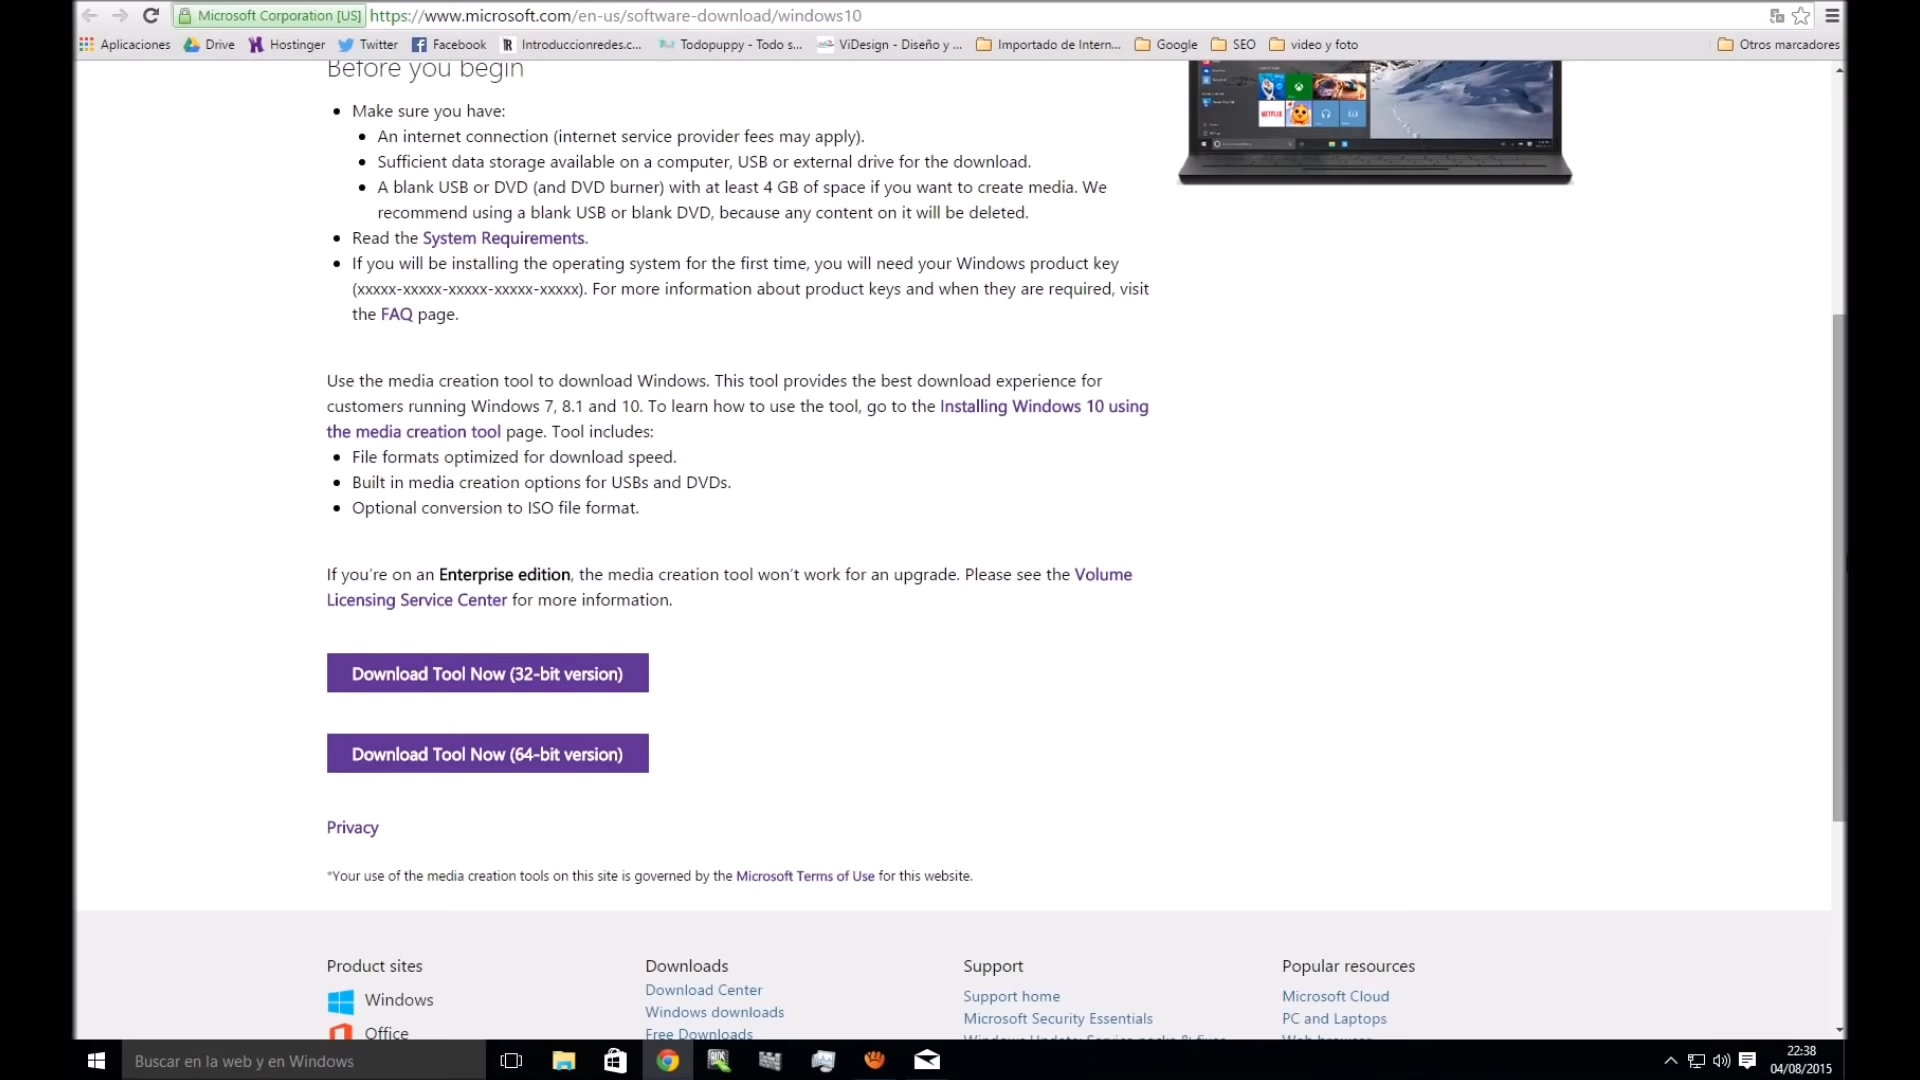 Microsoft Corporation [US] https://www.microsoft.com/en-us/software-download/windows10
Aplicaciones Drive Hostinger Twitter Facebook Introduccionredes.c... Todopuppy - Todo s... ViDesign - Diseño y ... Importado de Intern... Google SEO video y foto Otros marcadores
Before you begin
Make sure you have:
An internet connection (internet service provider fees may apply).
Sufficient data storage available on a computer, USB or external drive for the download.
A blank USB or DVD (and DVD burner) with at least 4 GB of space if you want to create media. We
recommend using a blank USB or blank DVD, because any content on it will be deleted.
Read the System Requirements.
If you will be installing the operating system for the first time, you will need your Windows product key
(xxxxx-xxxxx-xxxxx-xxxxx-xxxxx). For more information about product keys and when they are required, visit
the FAQ page.
NETFLIX
Use the media creation tool to download Windows. This tool provides the best download experience for
customers running Windows 7, 8.1 and 10. To learn how to use the tool, go to the Installing Windows 10 using
the media creation tool page. Tool includes:
File formats optimized for download speed.
Built in media creation options for USBs and DVDs.
Optional conversion to ISO file format.
If you're on an Enterprise edition, the media creation tool won't work for an upgrade. Please see the Volume
Licensing Service Center for more information.
Download Tool Now (32-bit version)
Download Tool Now (64-bit version)
Privacy
*Your use of the media creation tools on this site is governed by the Microsoft Terms of Use for this website.
Product sites
Windows
Office
Downloads
Download Center
Windows downloads
Free Downloads
Support
Support home
Microsoft Security Essentials
Popular resources
Microsoft Cloud
PC and Laptops
Buscar en la web y en Windows
22:38
04/08/2015